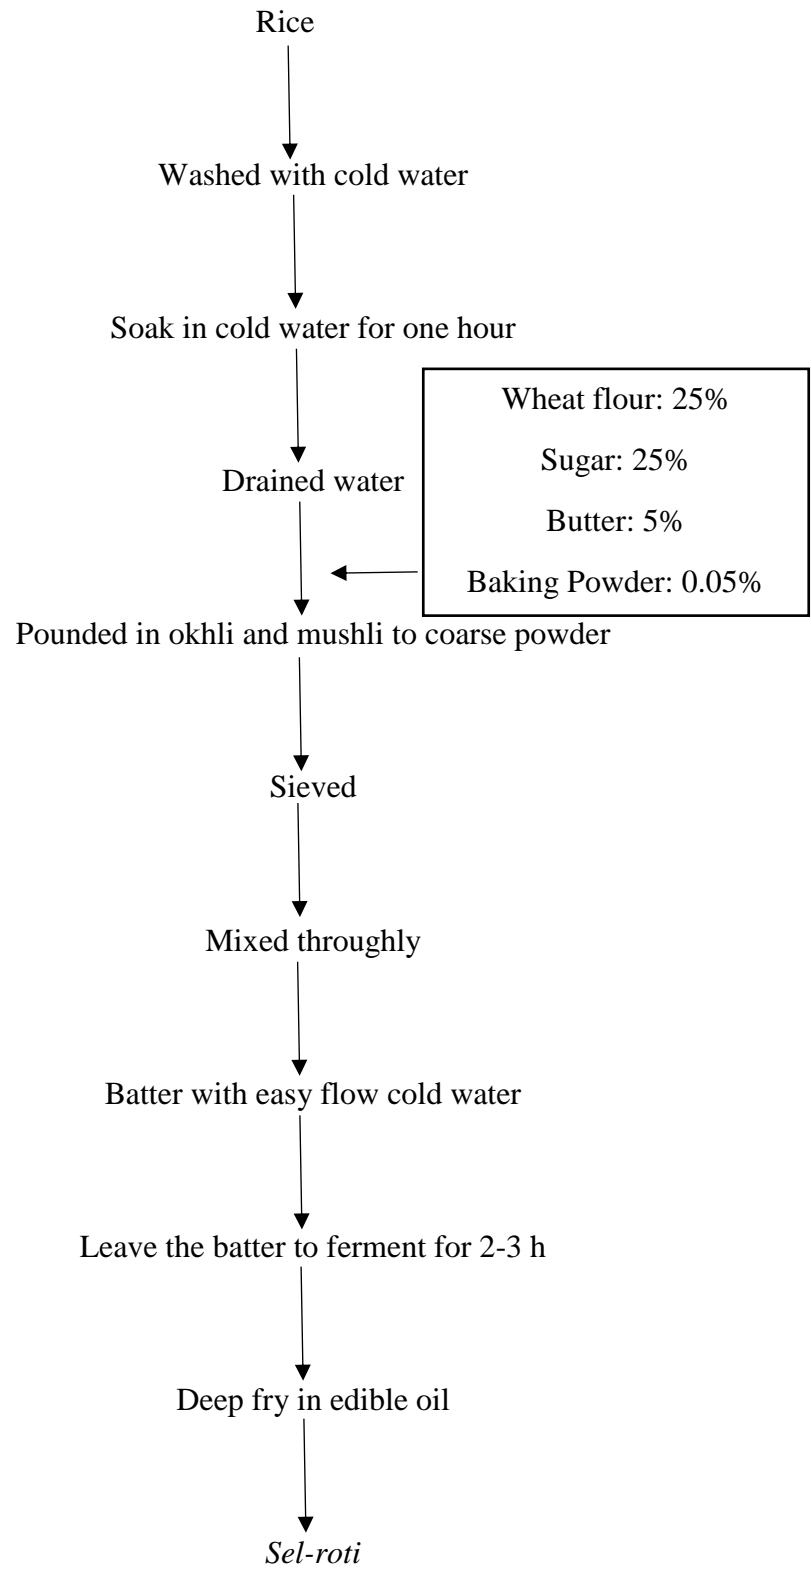 Rice
Washed with cold water
Soak in cold water for one hour
Wheat flour: 25%
Sugar: 25%
Drained water
Butter: 5%
Baking Powder: 0.05%
Pounded in okhli and mushli to coarse powder
Sieved
Mixed throughly
Batter with easy flow cold water
Leave the batter to ferment for 2-3 h
Deep fry in edible oil
Sel-roti